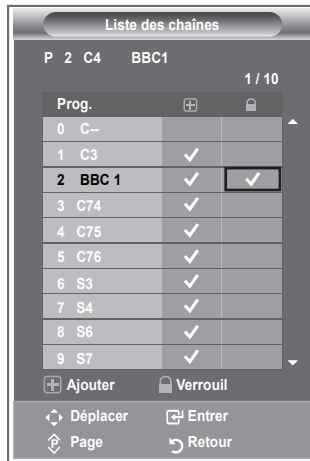 Liste des chaînes
P 2 C4 BBC1
1 / 10
Prog.
0 C--
1 C3
2 BBC 1
3 C74
4 C75
5 C76
6 S3
7 S4
8 S6
9 S7
Ajouter Verrouil
Déplacer Entrer
P Page Retour